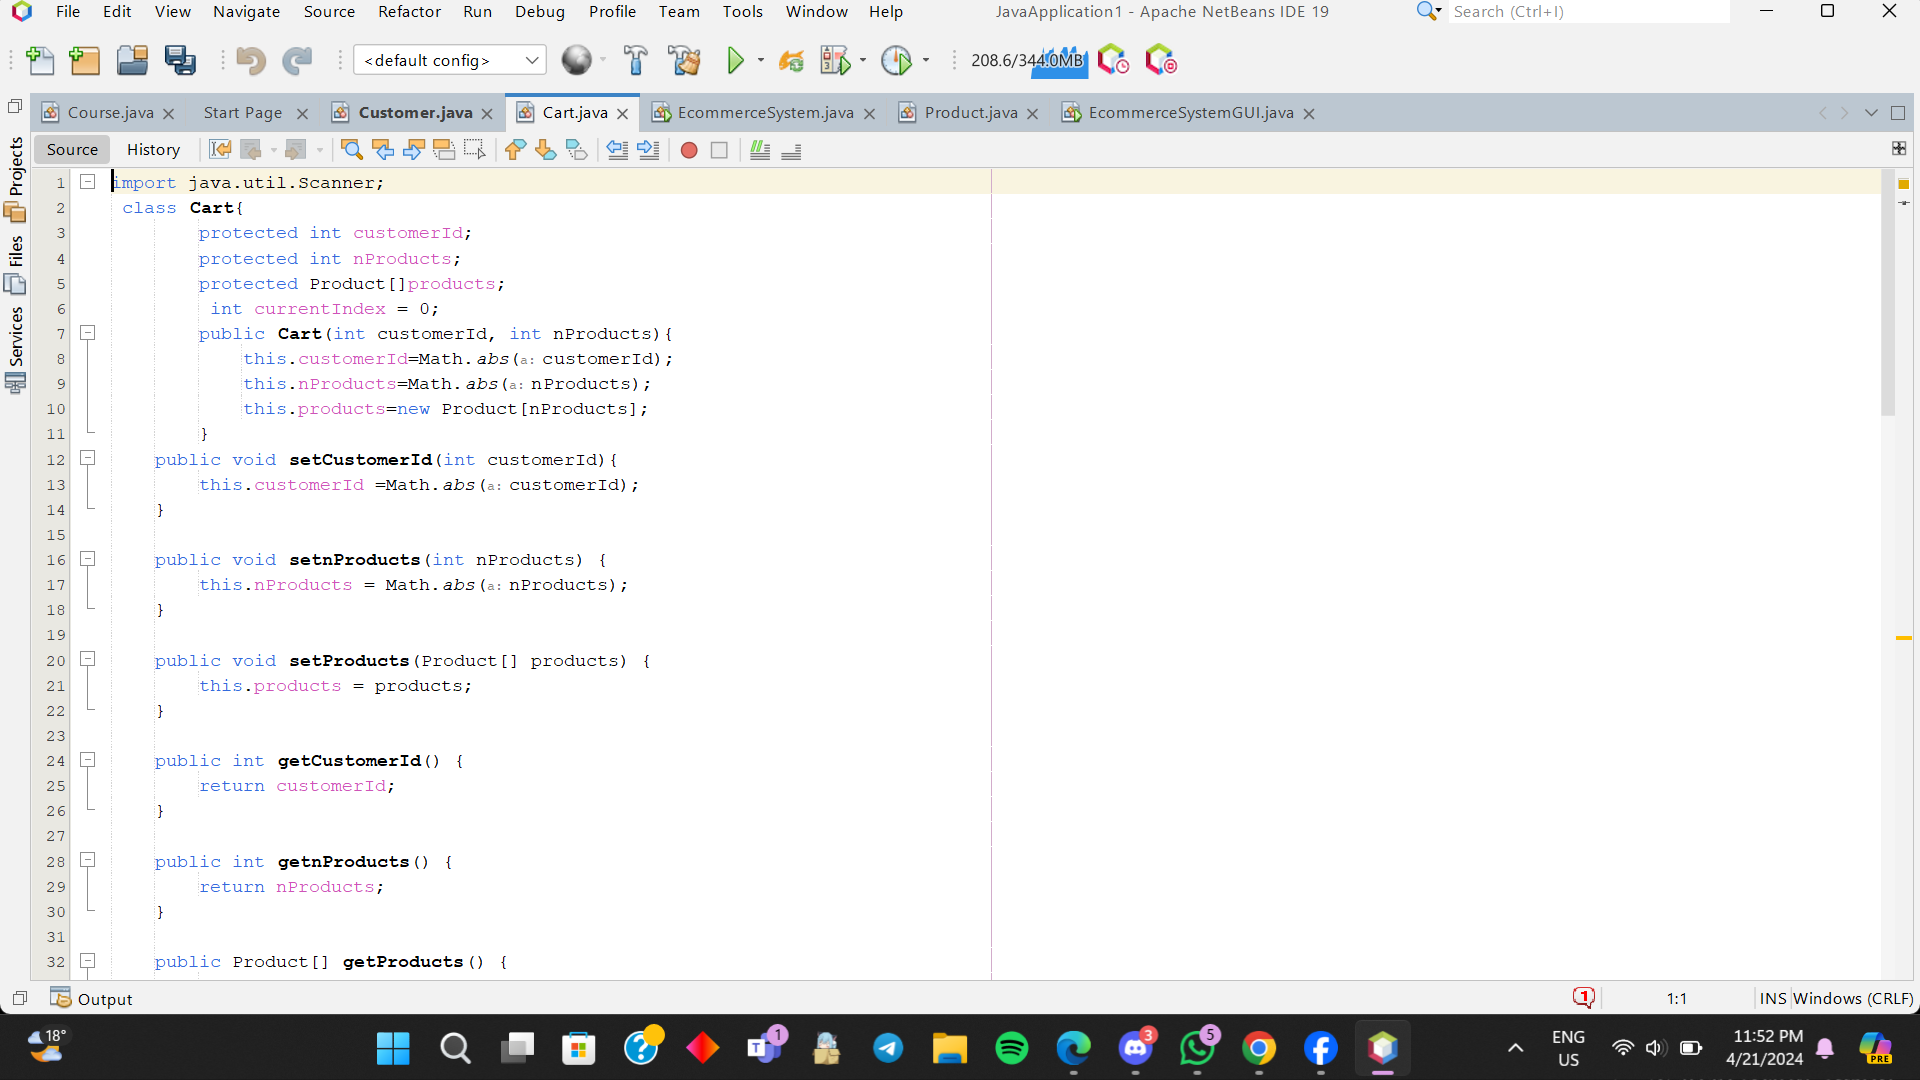 File Edit View Navigate Source Refactor Run Debug Profile Team Tools Window Help JavaApplication1 - Apache NetBeans IDE 19 Search (Ctrl+I)
<default config> 208.6/344.0MB
Course.java Start Page Customer.java Cart.java EcommerceSystem.java Product.java EcommerceSystemGUI.java
Source History
Projects
Files
Services
1 import java.util.Scanner;
2 class Cart{
3 protected int customerId;
4 protected int nProducts;
5 protected Product[]products;
6 int currentIndex = 0;
7 public Cart(int customerId, int nProducts){
8 this.customerId=Math.abs(a: customerId);
9 this.nProducts=Math.abs(a: nProducts);
10 this.products=new Product[nProducts];
11 }
12 public void setCustomerId(int customerId){
13 this.customerId =Math.abs(a: customerId);
14 }
15
16 public void setnProducts(int nProducts) {
17 this.nProducts = Math.abs(a: nProducts);
18 }
19
20 public void setProducts(Product[] products) {
21 this.products = products;
22 }
23
24 public int getCustomerId() {
25 return customerId;
26 }
27
28 public int getnProducts() {
29 return nProducts;
30 }
31
32 public Product[] getProducts() {
Output 1 1:1 INS Windows (CRLF)
18° 1 3 5 ENG 11:52 PM
US 4/21/2024 PRE